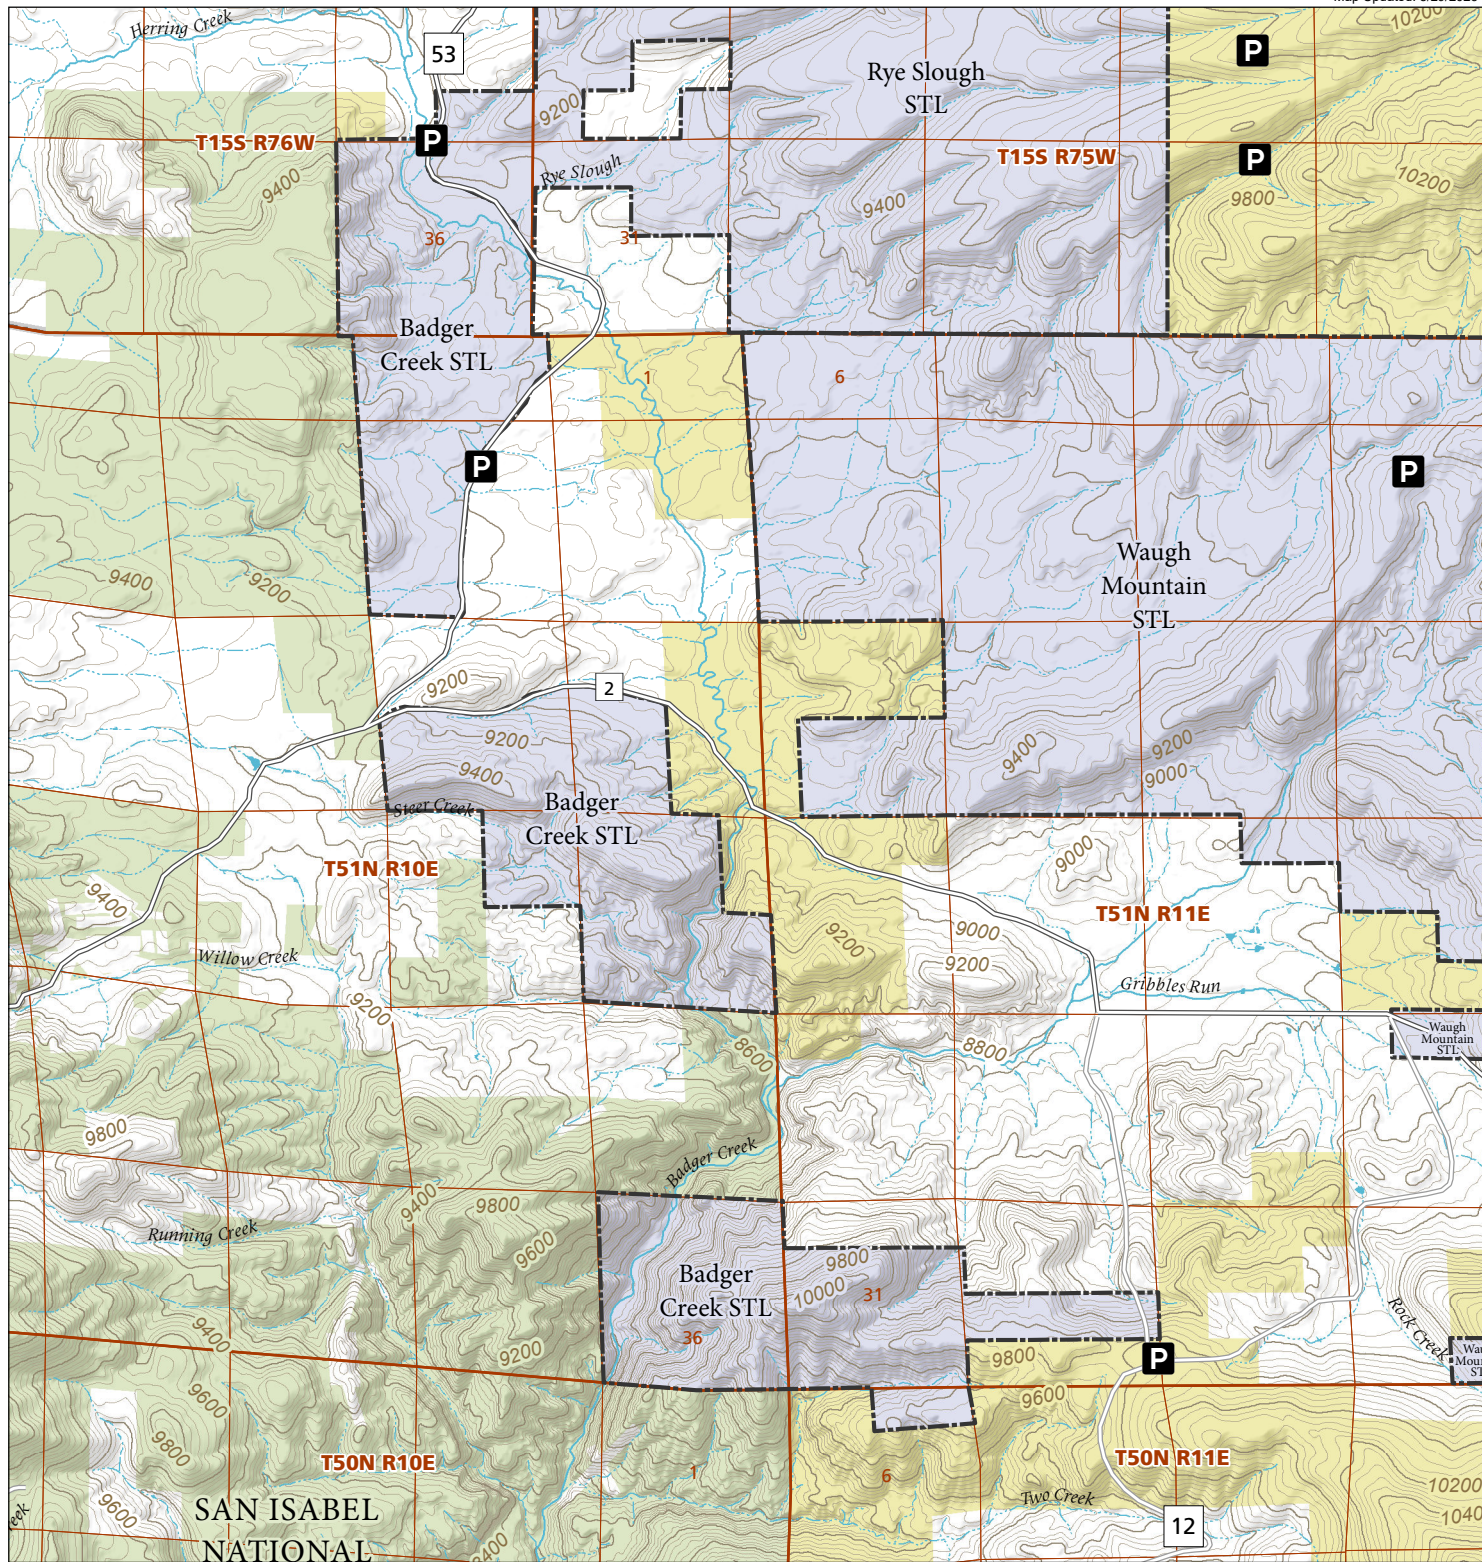 Herring Creek
53
P
10200
Rye Slough
STL
9200
P
T15S R76W
P
T15S R75W
P
Rye Slough
9400
9400
9800
10200
36
31
Badger
Creek STL
1
6
P
P
Waugh
Mountain
STL
9400
9200
9200
2
9200
9400
9400
9200
9000
Steer Creek
Badger
Creek STL
T51N R10E
9000
9400
T51N R11E
9200
9000
9200
Willow Creek
Gribbles Run
9200
8600
8800
Waugh
Mountain
STL
9800
Badger Creek
9400
9800
Running Creek
9600
Badger
Creek STL
36
9800
10000
31
9400
9200
9800
P
Rock Creek
9600
9600
9800
T50N R10E
1
6
T50N R11E
10200
9600
Two Creek
12
SAN ISABEL
NATIONAL